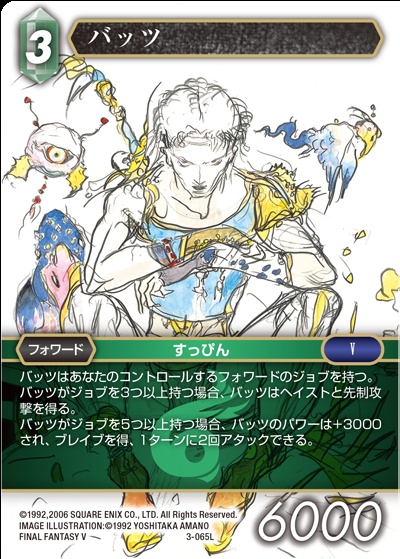 3
バッツ
フォワード
すっぴん
V
バッツはあなたのコントロールするフォワードのジョブを持つ。
バッツがジョブを3つ以上持つ場合、バッツはヘイストと先制攻
撃を得る。
バッツがジョブを5つ以上持つ場合、バッツのパワーは+3000
され、ブレイブを得、1ターンに2回アタックできる。
©1992,2006 SQUARE ENIX CO., LTD. All Rights Reserved.
IMAGE ILLUSTRATION:©1992 YOSHITAKA AMANO
FINAL FANTASY V
3-065L
6000